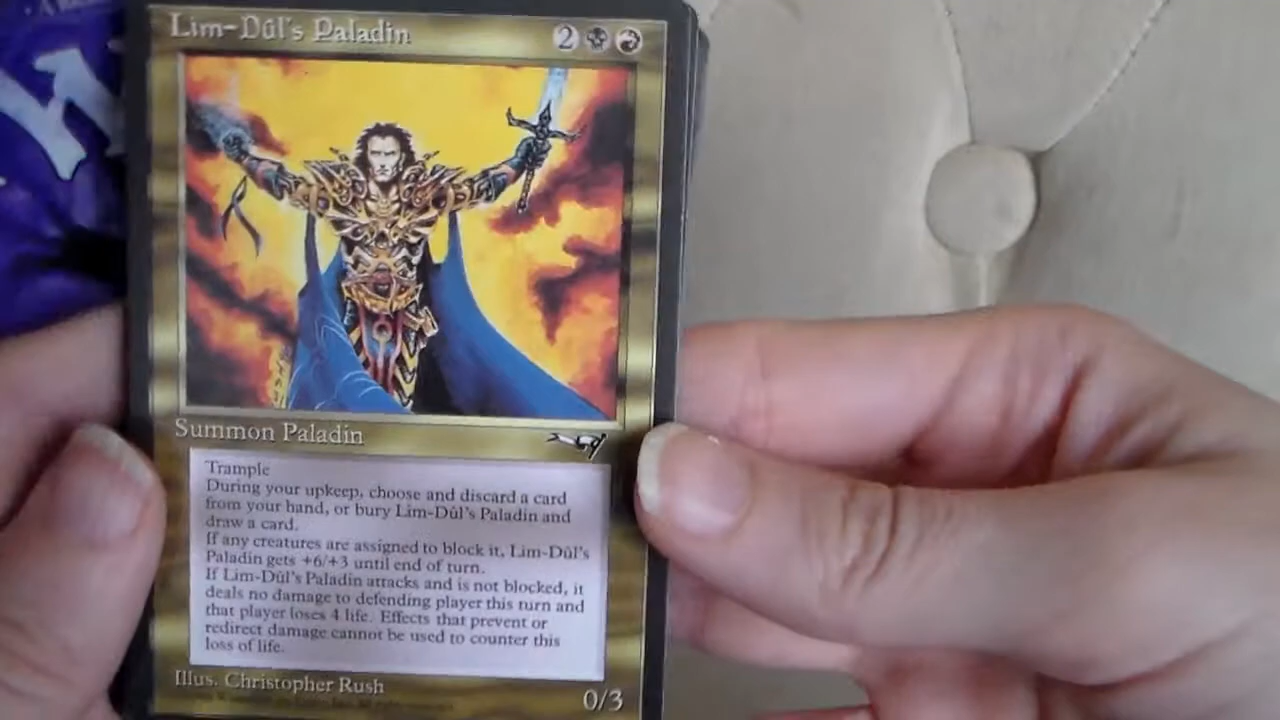 Lim-Dûl's Paladin
2
Summon Paladin
Trample
During your upkeep, choose and discard a card
from your hand, or bury Lim-Dûl's Paladin and
draw a card.
If any creatures are assigned to block it, Lim-Dûl's
Paladin gets +6/+3 until end of turn.
If Lim-Dûl's Paladin attacks and is not blocked, it
deals no damage to defending player this turn and
that player loses 4 life. Effects that prevent or
redirect damage cannot be used to counter this
loss of life.
Illus. Christopher Rush
0/3